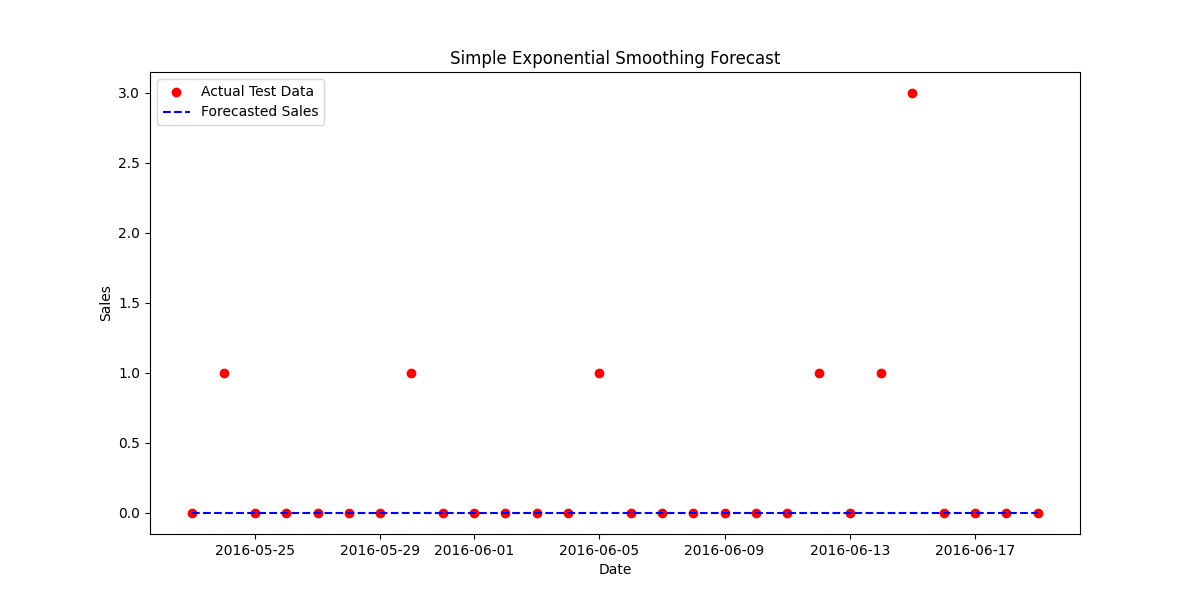 Simple Exponential Smoothing Forecast
Actual Test Data
Forecasted Sales
3.0
2.5
2.0
1.5
1.0
0.5
0.0
Sales
2016-05-25 2016-05-29 2016-06-01 2016-06-05 2016-06-09 2016-06-13 2016-06-17
Date